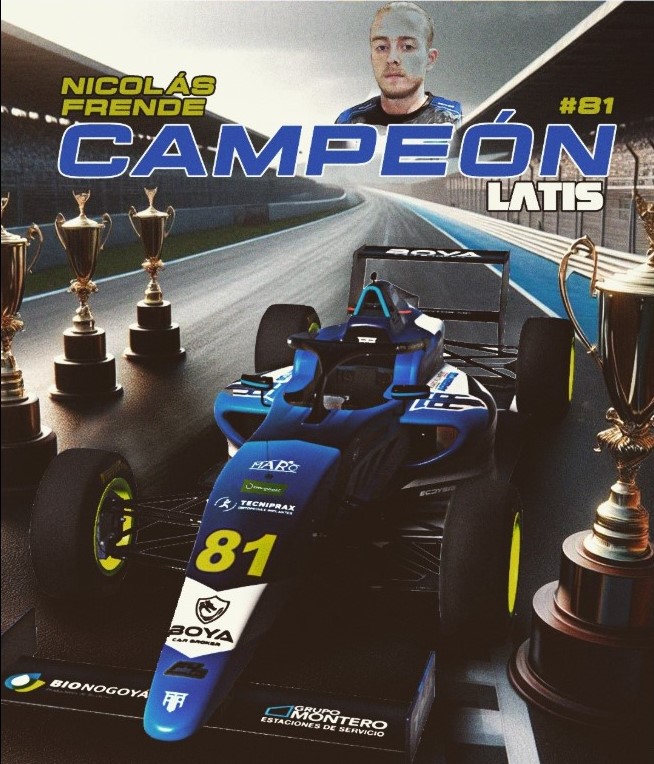 NICOLÁS
FRENDE
#81
CAMPEÓN
LATIS
BOYA
MARC
TECNIPRAX
81
BOYA
CAR BROKER
BIONOGOYÁ
GRUPO
MONTERO
ESTACIONES DE SERVICIO